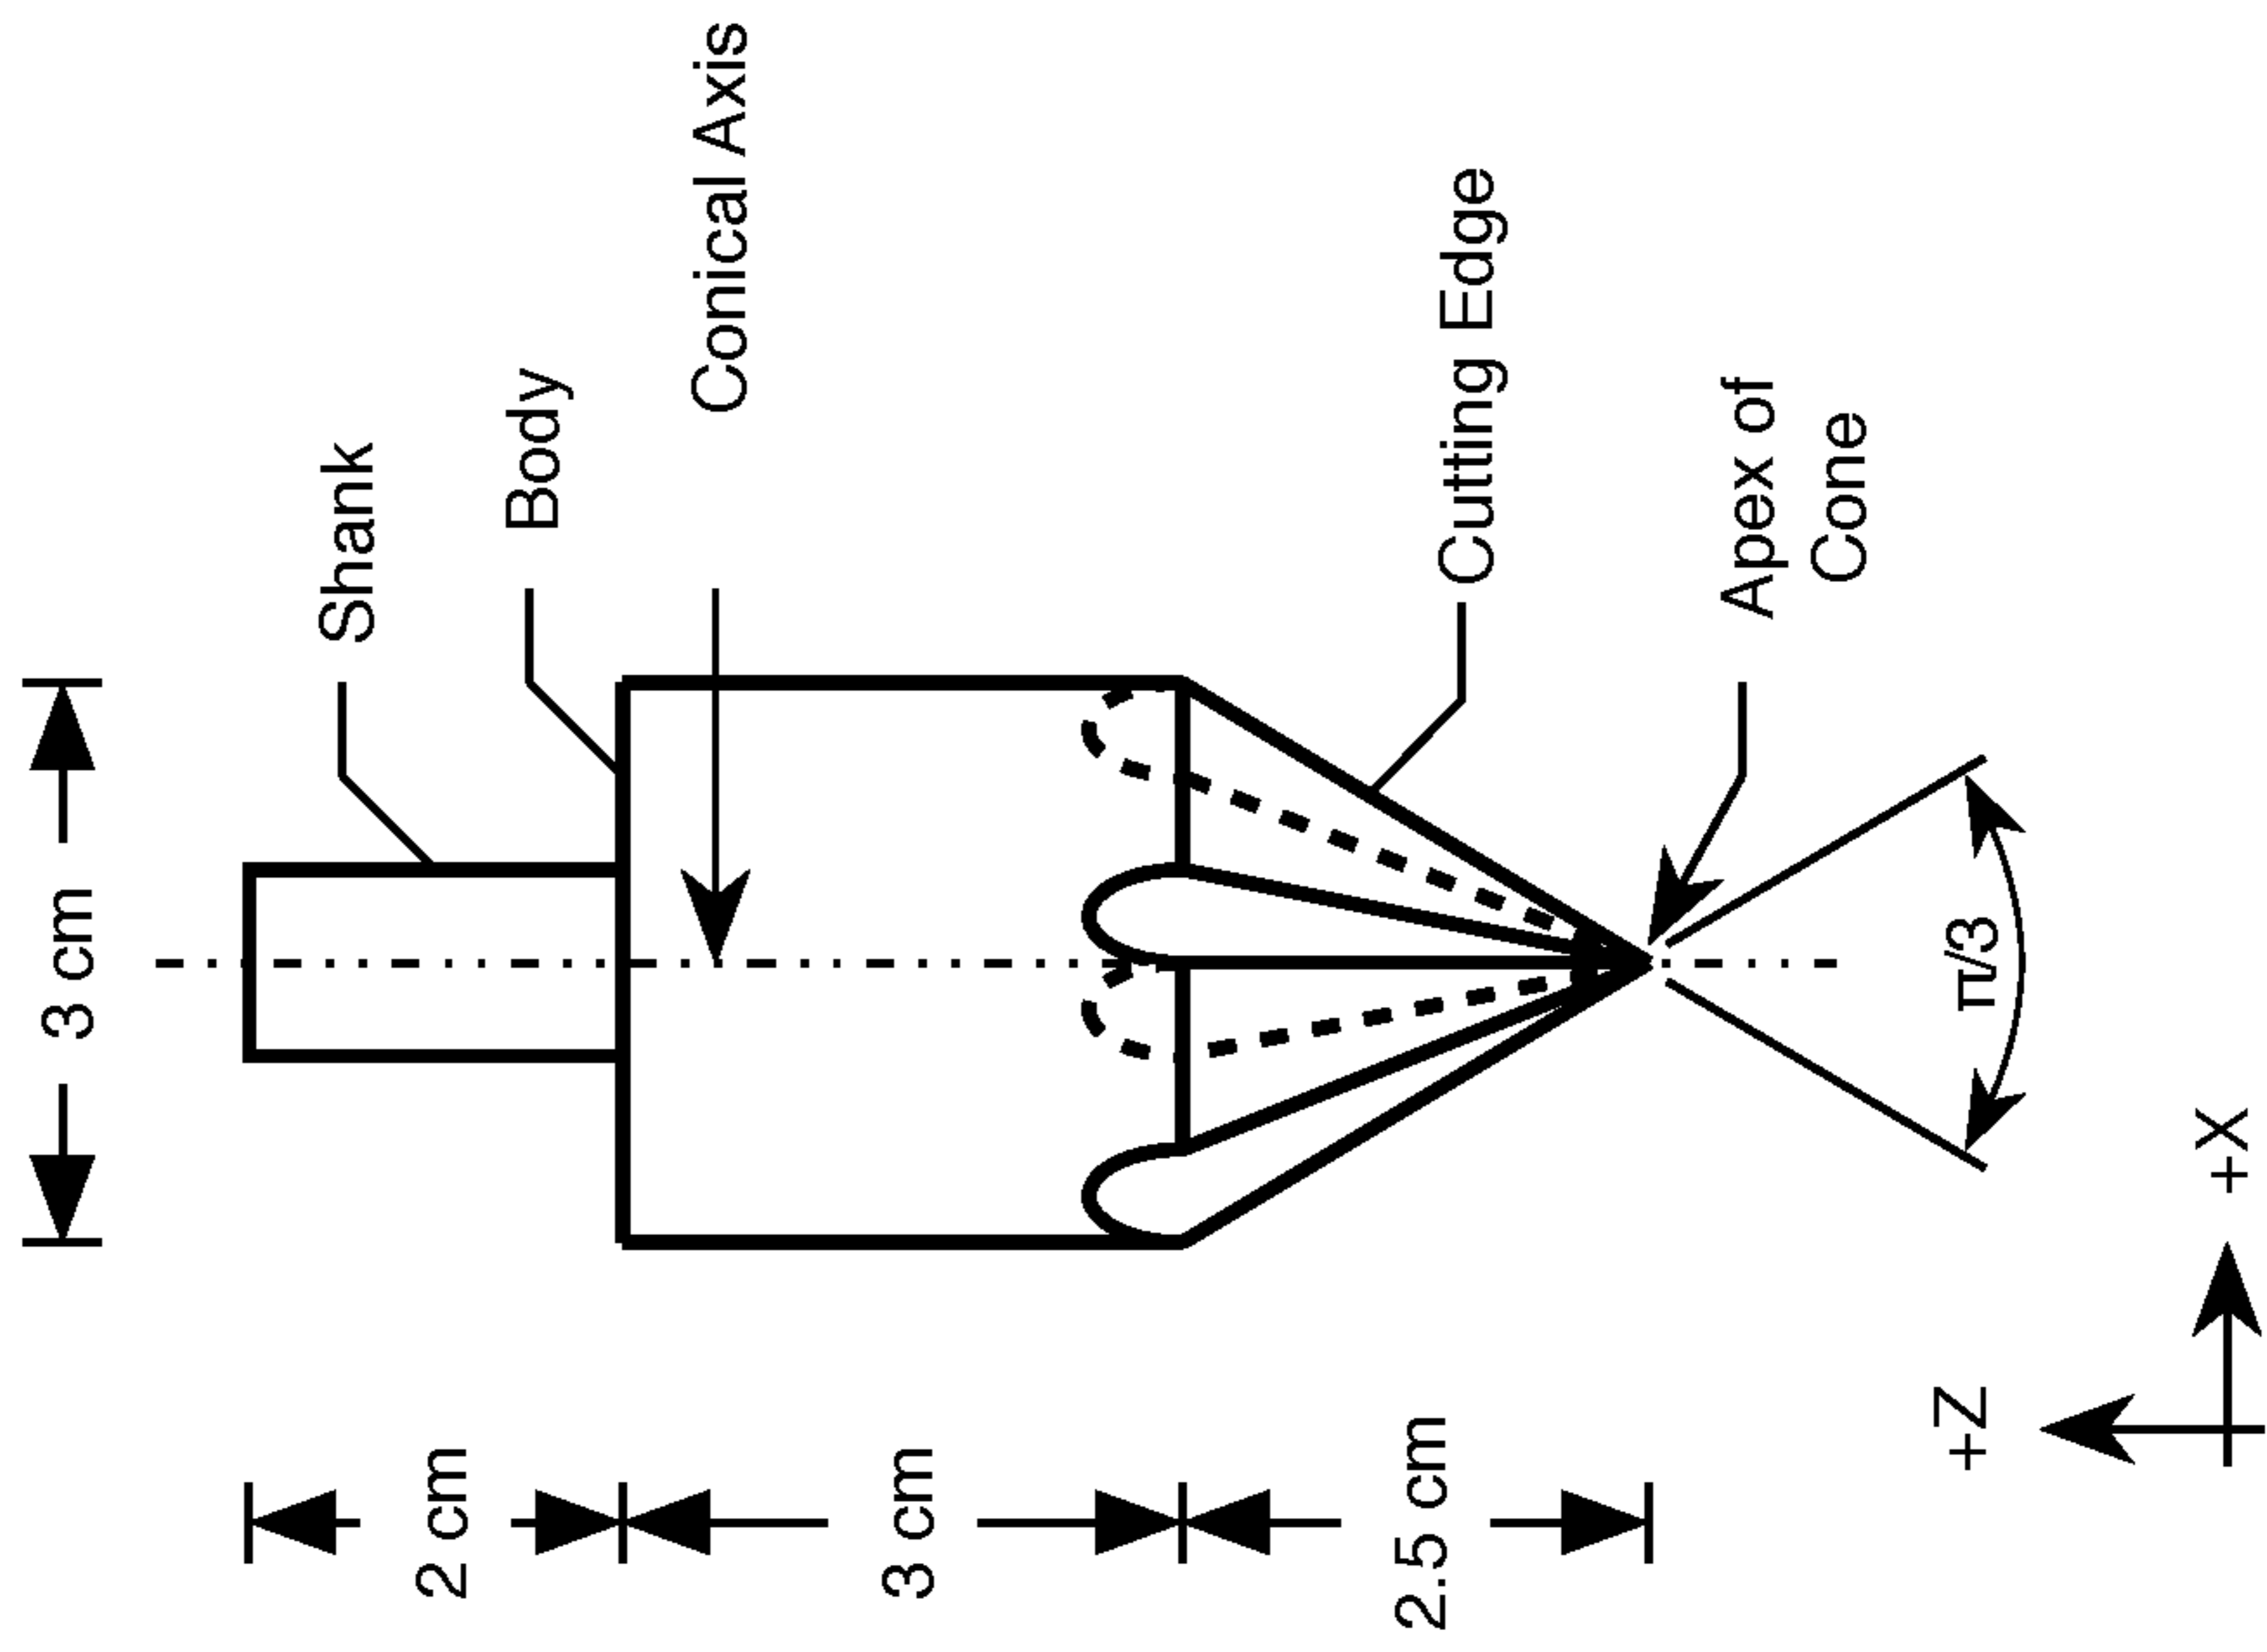 3 cm
Shank
Body
Conical Axis
Cutting Edge
Apex of
Cone
π/3
2 cm
3 cm
2.5 cm
+Z
+X